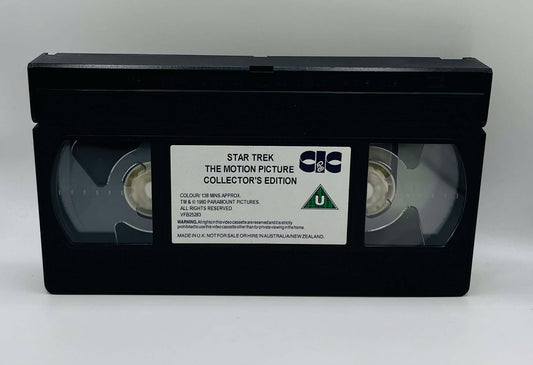 STAR TREK
THE MOTION PICTURE
COLLECTOR'S EDITION
CIC
COLOUR/ 138 MINS APPROX.
TM & © 1980 PARAMOUNT PICTURES
ALL RIGHTS RESERVED
VFB25283
WARNING. All rights in this video cassette are reserved and it is strictly
prohibited to use this video cassette other than for private viewing in the home.
MADE IN U.K. NOT FOR SALE OR HIRE IN AUSTRALIA/NEW ZEALAND.
U